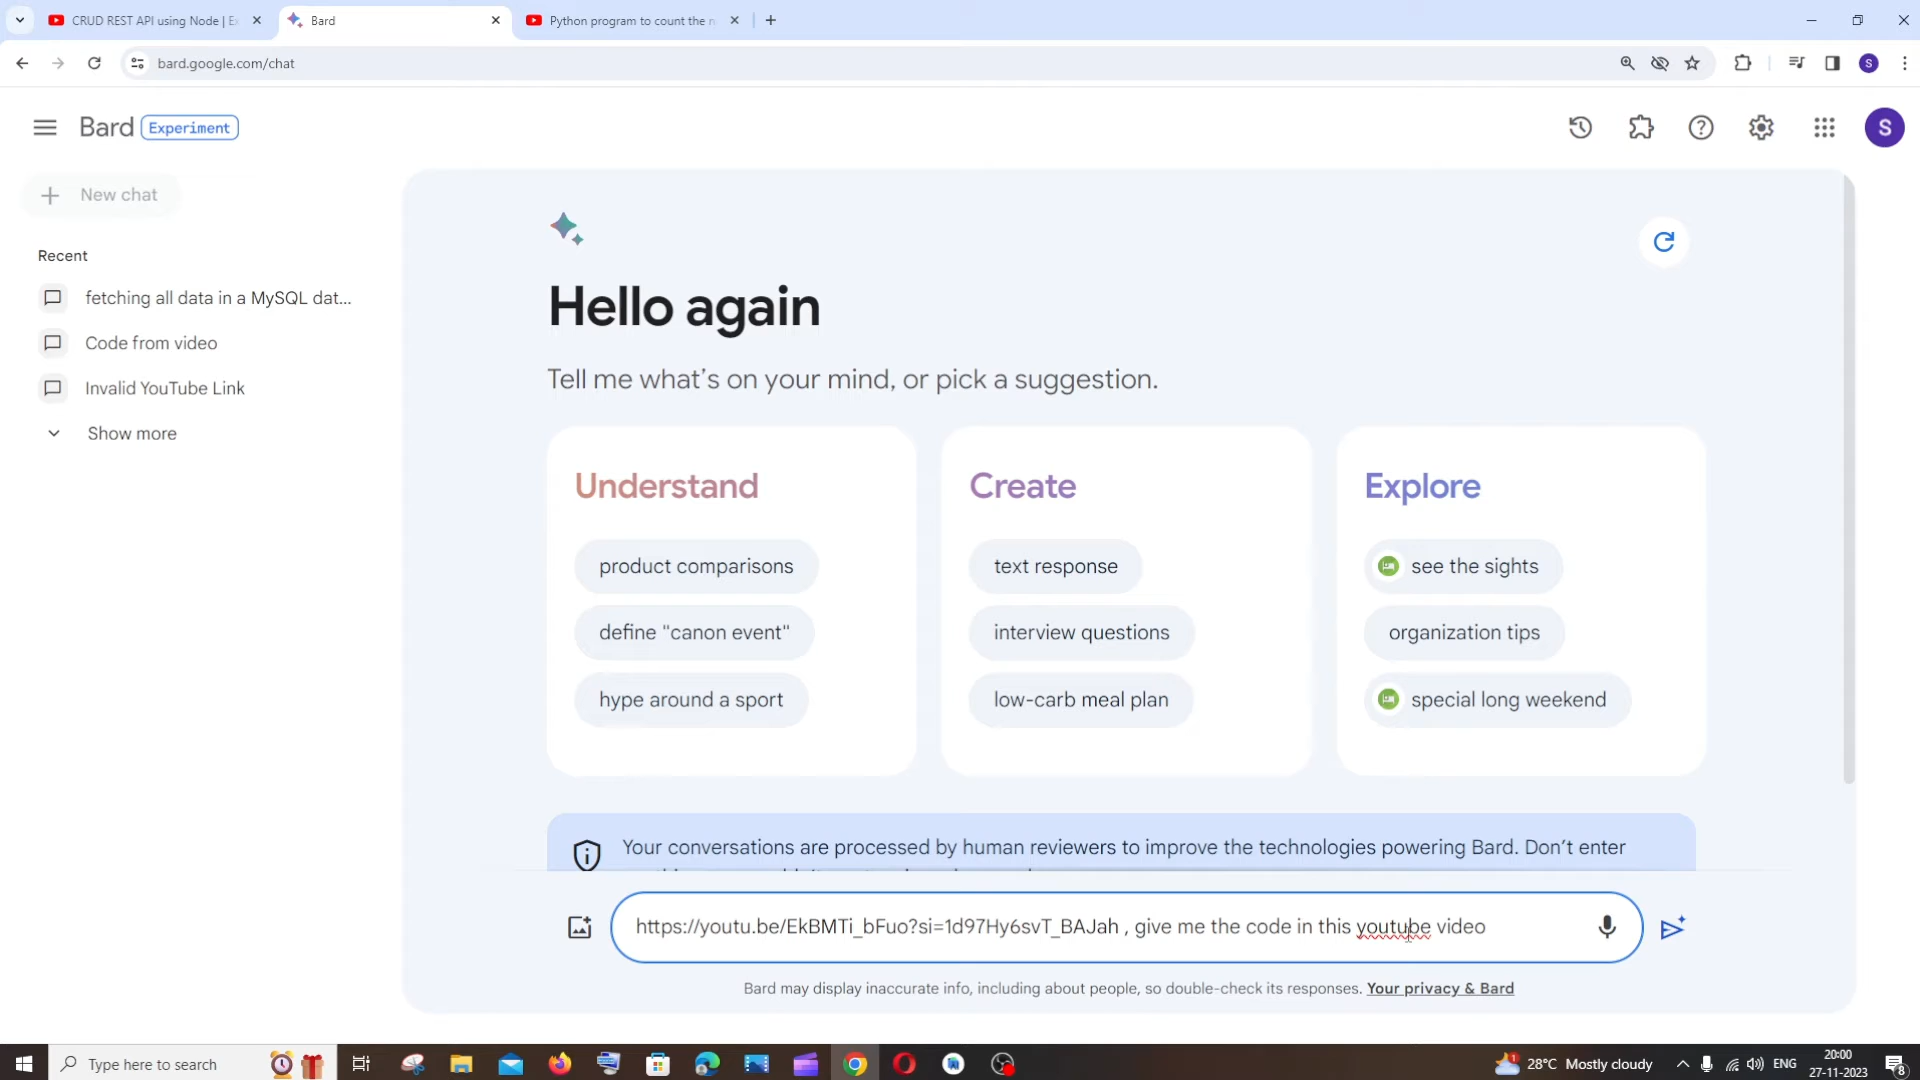 CRUD REST API using Node | E
Bard
Python program to count the n
bard.google.com/chat
S
Bard Experiment
S
New chat
Recent
fetching all data in a MySQL dat...
Code from video
Invalid YouTube Link
Show more
Hello again
Tell me what's on your mind, or pick a suggestion.
Understand
product comparisons
define "canon event"
hype around a sport
Create
text response
interview questions
low-carb meal plan
Explore
see the sights
organization tips
special long weekend
Your conversations are processed by human reviewers to improve the technologies powering Bard. Don't enter
https://youtu.be/EkBMTi_bFuo?si=1d97Hy6svT_BAJah , give me the code in this youtube video
Bard may display inaccurate info, including about people, so double-check its responses. Your privacy & Bard
Type here to search
1
28°C Mostly cloudy
ENG
20:00
27-11-2023
8